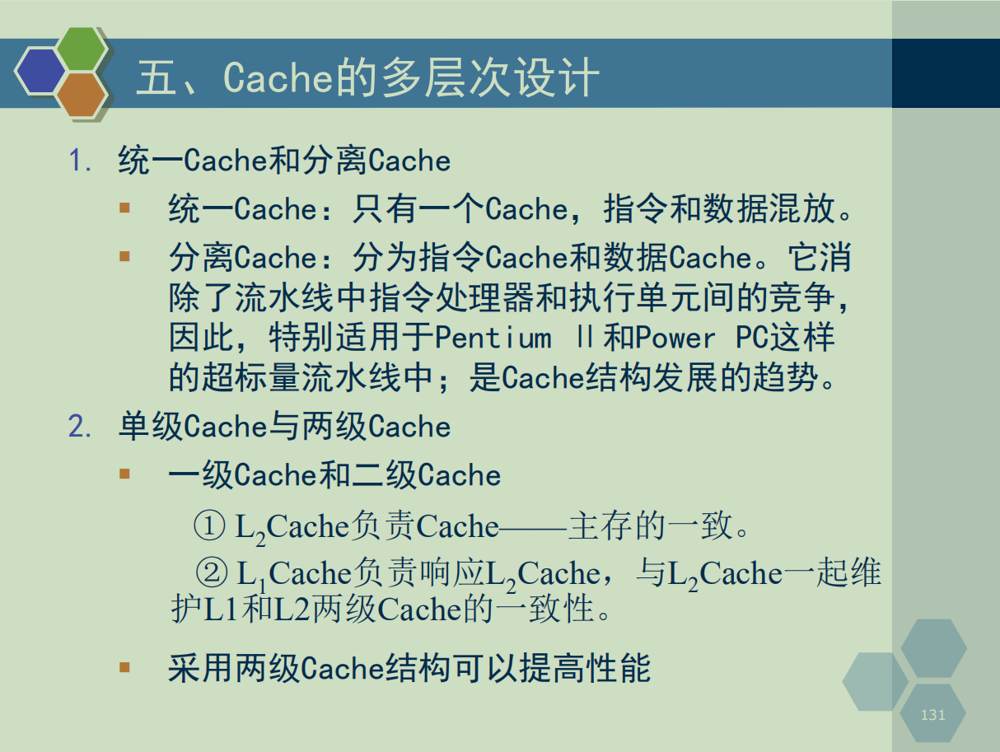 五、Cache的多层次设计
1. 统一Cache和分离Cache
▪ 统一Cache：只有一个Cache，指令和数据混放。
▪ 分离Cache：分为指令Cache和数据Cache。它消
除了流水线中指令处理器和执行单元间的竞争，
因此，特别适用于Pentium Ⅱ和Power PC这样
的超标量流水线中；是Cache结构发展的趋势。
2. 单级Cache与两级Cache
▪ 一级Cache和二级Cache
① L2Cache负责Cache——主存的一致。
② L1Cache负责响应L2Cache，与L2Cache一起维
护L1和L2两级Cache的一致性。
▪ 采用两级Cache结构可以提高性能
131